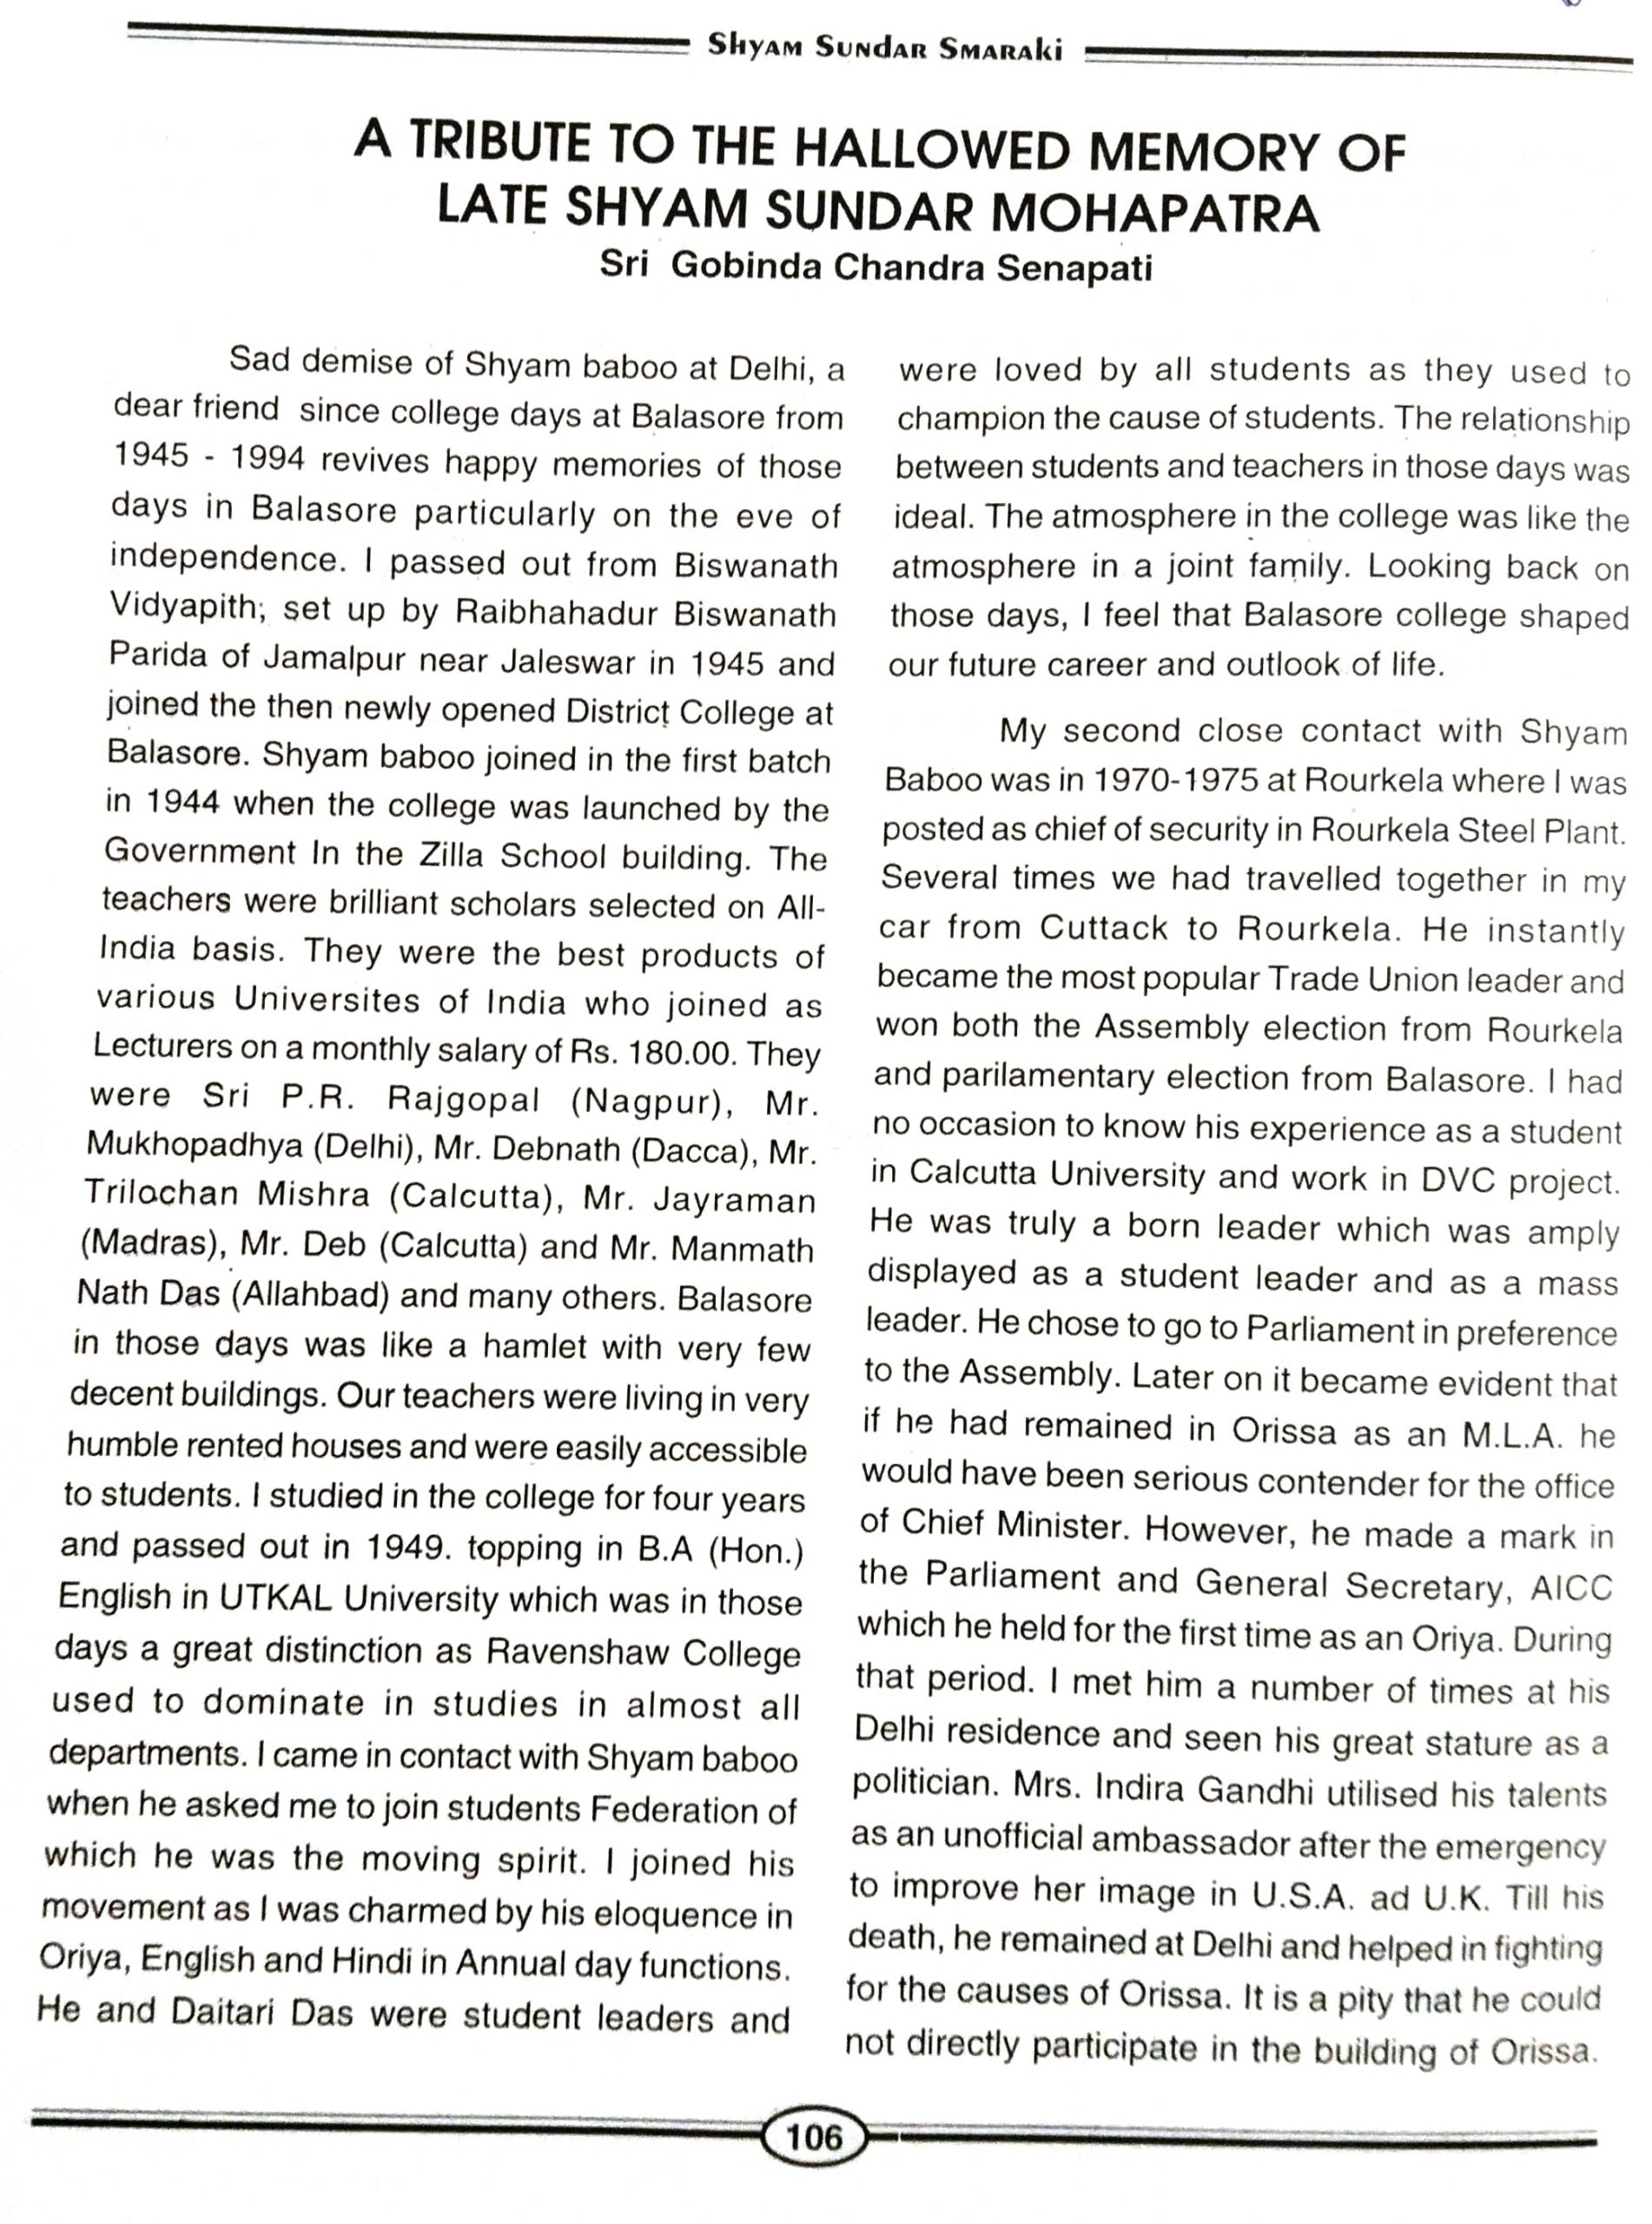 Shyam Sundar Smaraki
A TRIBUTE TO THE HALLOWED MEMORY OF
LATE SHYAM SUNDAR MOHAPATRA
Sri Gobinda Chandra Senapati
Sad demise of Shyam baboo at Delhi, a
dear friend since college days at Balasore from
1945 - 1994 revives happy memories of those
days in Balasore particularly on the eve of
independence. I passed out from Biswanath
Vidyapith; set up by Raibhahadur Biswanath
Parida of Jamalpur near Jaleswar in 1945 and
joined the then newly opened District College at
Balasore. Shyam baboo joined in the first batch
in 1944 when the college was launched by the
Government In the Zilla School building. The
teachers were brilliant scholars selected on All-
India basis. They were the best products of
various Universites of India who joined as
Lecturers on a monthly salary of Rs. 180.00. They
were Sri P.R. Rajgopal (Nagpur), Mr.
Mukhopadhya (Delhi), Mr. Debnath (Dacca), Mr.
Trilochan Mishra (Calcutta), Mr. Jayraman
(Madras), Mr. Deb (Calcutta) and Mr. Manmath
Nath Das (Allahbad) and many others. Balasore
in those days was like a hamlet with very few
decent buildings. Our teachers were living in very
humble rented houses and were easily accessible
to students. I studied in the college for four years
and passed out in 1949. topping in B.A (Hon.)
English in UTKAL University which was in those
days a great distinction as Ravenshaw College
used to dominate in studies in almost all
departments. I came in contact with Shyam baboo
when he asked me to join students Federation of
which he was the moving spirit. I joined his
movement as I was charmed by his eloquence in
Oriya, English and Hindi in Annual day functions.
He and Daitari Das were student leaders and
were loved by all students as they used to
champion the cause of students. The relationship
between students and teachers in those days was
ideal. The atmosphere in the college was like the
atmosphere in a joint family. Looking back on
those days, I feel that Balasore college shaped
our future career and outlook of life.
My second close contact with Shyam
Baboo was in 1970-1975 at Rourkela where I was
posted as chief of security in Rourkela Steel Plant.
Several times we had travelled together in my
car from Cuttack to Rourkela. He instantly
became the most popular Trade Union leader and
won both the Assembly election from Rourkela
and parilamentary election from Balasore. I had
no occasion to know his experience as a student
in Calcutta University and work in DVC project.
He was truly a born leader which was amply
displayed as a student leader and as a mass
leader. He chose to go to Parliament in preference
to the Assembly. Later on it became evident that
if he had remained in Orissa as an M.L.A. he
would have been serious contender for the office
of Chief Minister. However, he made a mark in
the Parliament and General Secretary, AICC
which he held for the first time as an Oriya. During
that period. I met him a number of times at his
Delhi residence and seen his great stature as a
politician. Mrs. Indira Gandhi utilised his talents
as an unofficial ambassador after the emergency
to improve her image in U.S.A. ad U.K. Till his
death, he remained at Delhi and helped in fighting
for the causes of Orissa. It is a pity that he could
not directly participate in the building of Orissa.
106